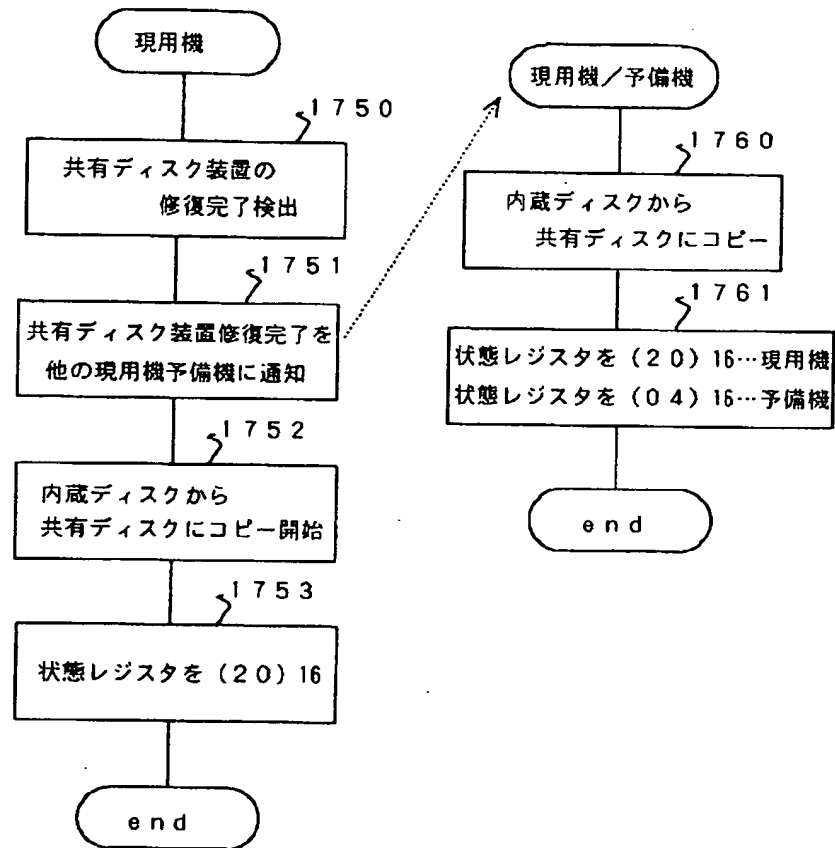 現用機
1750
共有ディスク装置の
修復完了検出
1751
共有ディスク装置修復完了を
他の現用機予備機に通知
1752
内蔵ディスクから
共有ディスクにコピー開始
1753
状態レジスタを(20)16
end
現用機/予備機
1760
内蔵ディスクから
共有ディスクにコピー
1761
状態レジスタを(20)16…現用機
状態レジスタを(04)16…予備機
end